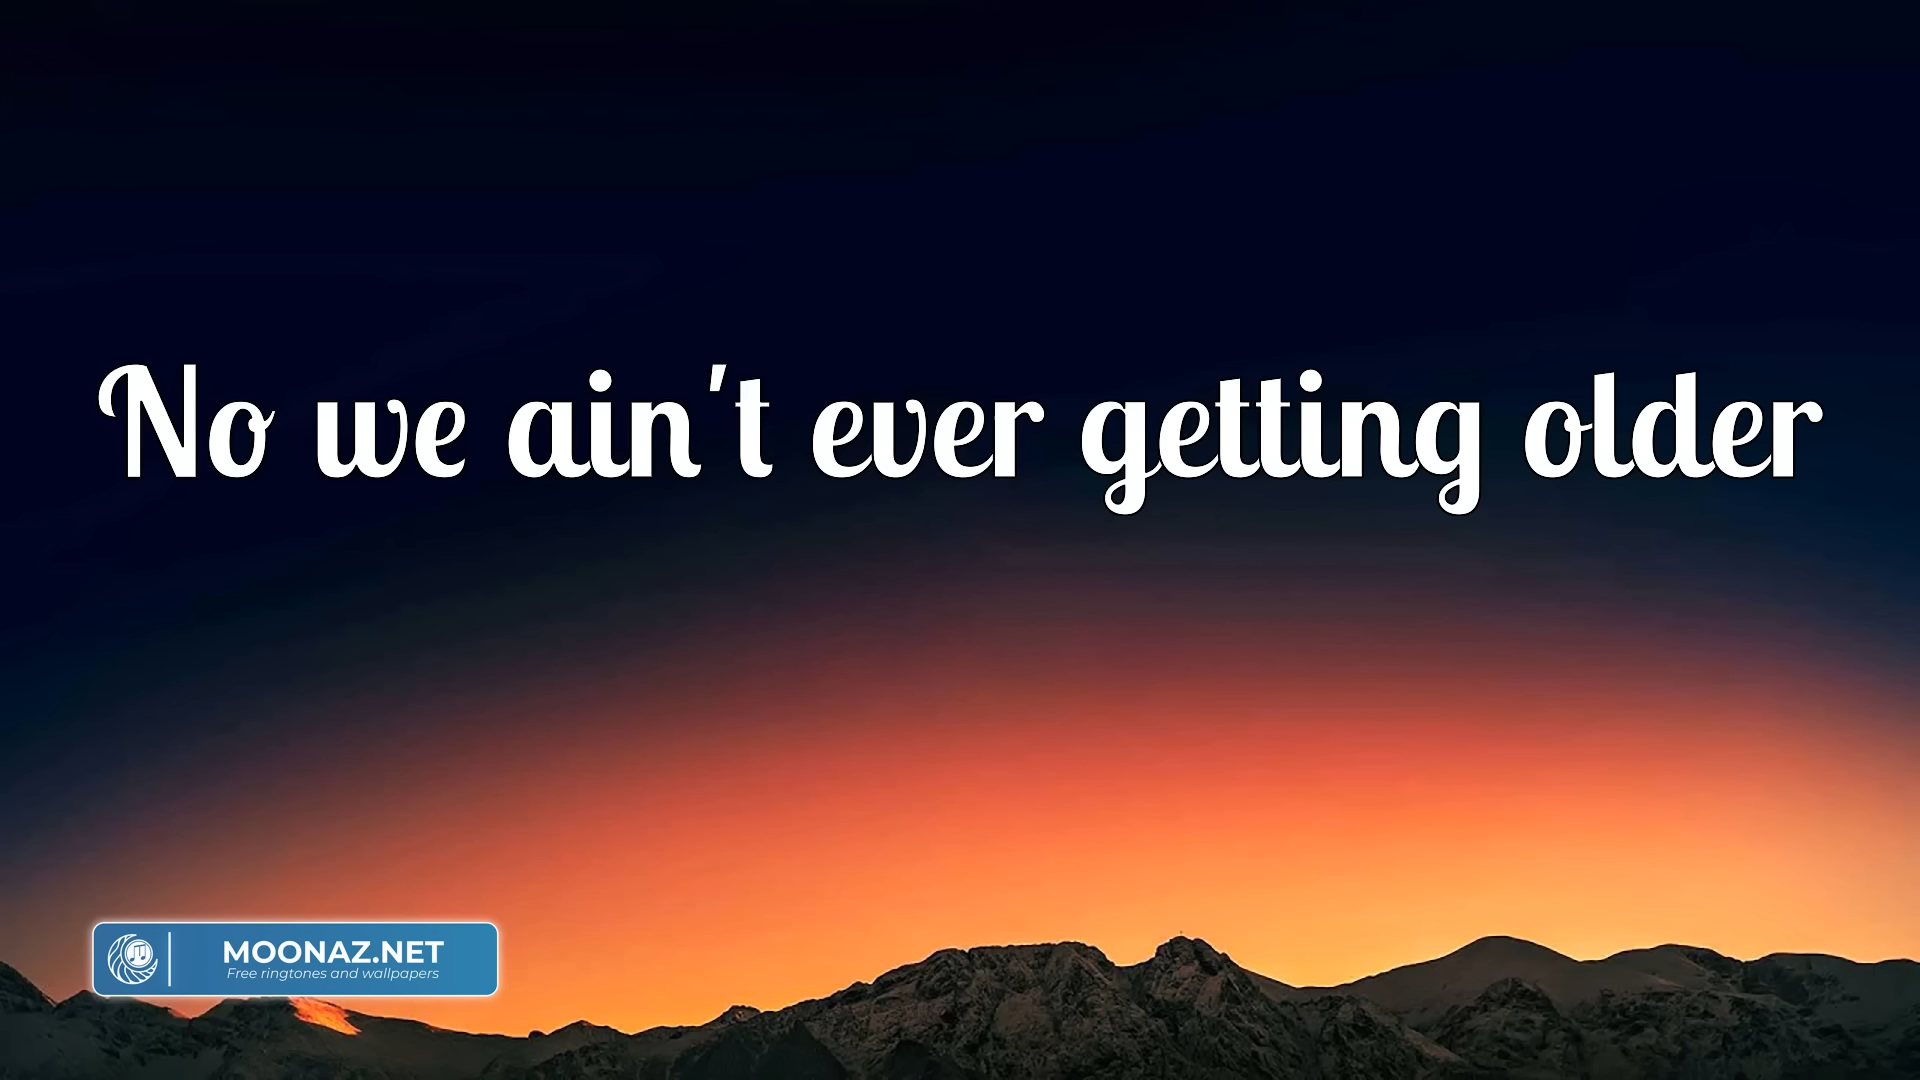 No we ain't ever getting older
MOONAZ.NET
Free ringtones and wallpapers